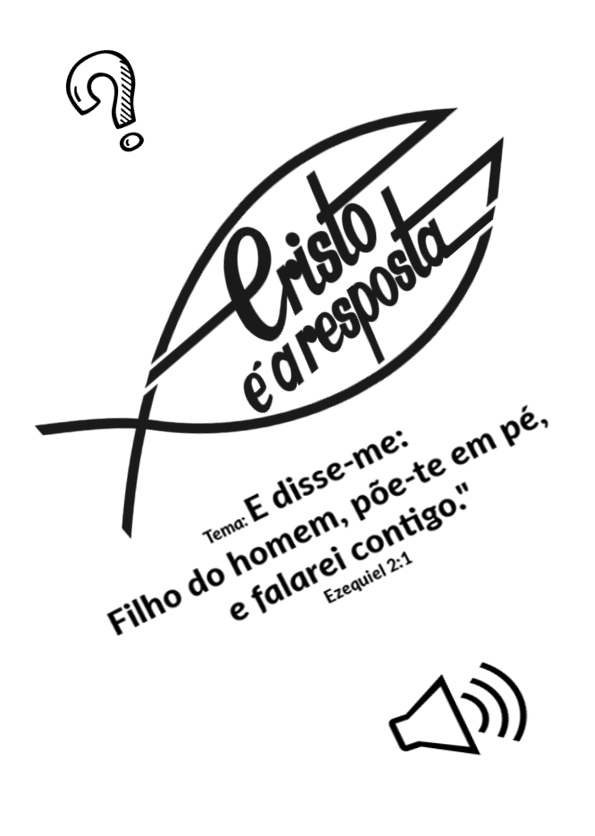 ?
Cristo
é a resposta
Tema: E disse-me:
Filho do homem, põe-te em pé,
e falarei contigo."
Ezequiel 2:1